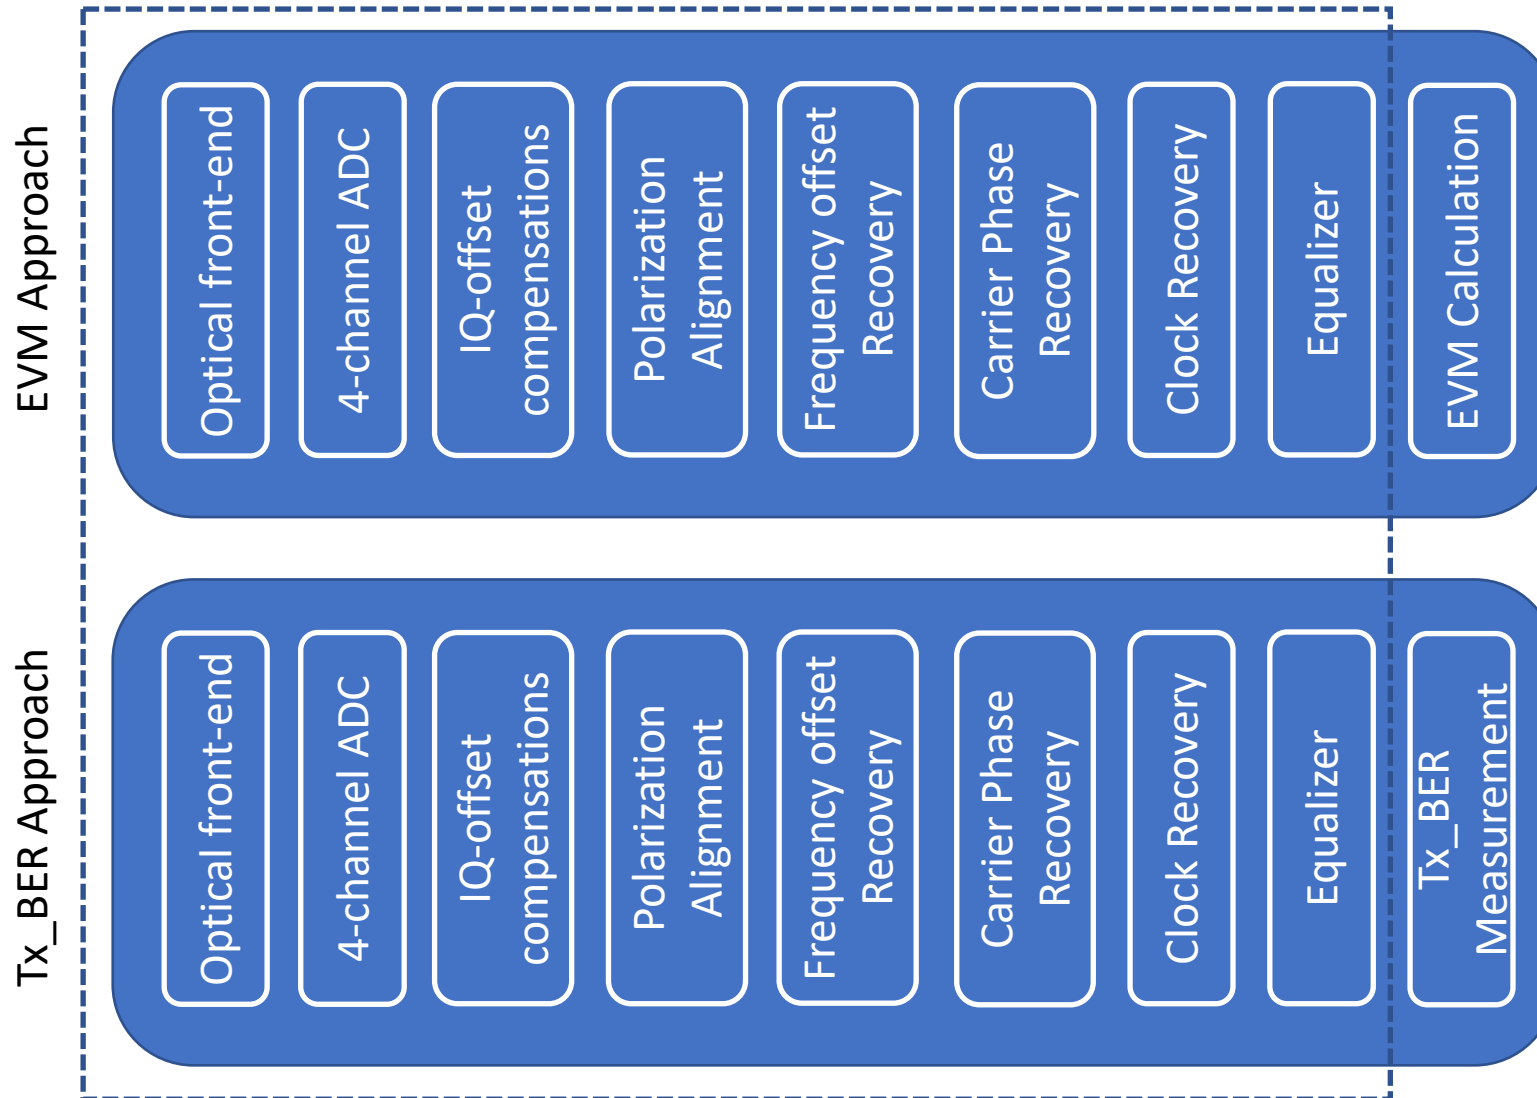 Tx_BER Approach
Optical front-end
4-channel ADC
IQ-offset
compensations
Polarization
Alignment
Frequency offset
Recovery
Carrier Phase
Recovery
Clock Recovery
Equalizer
Tx_BER
Measurement
EVM Approach
Optical front-end
4-channel ADC
IQ-offset
compensations
Polarization
Alignment
Frequency offset
Recovery
Carrier Phase
Recovery
Clock Recovery
Equalizer
EVM Calculation